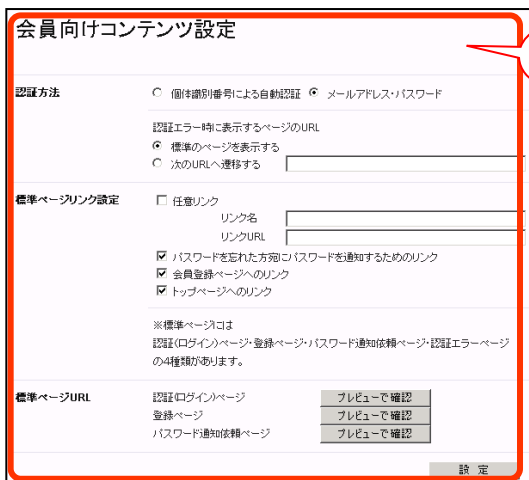 会員向けコンテンツ設定
認証方法
個体識別番号による自動認証 メールアドレス・パスワード
認証エラー時に表示するページのURL
標準のページを表示する
次のURLへ遷移する
標準ページリンク設定
任意リンク
リンク名
リンクURL
パスワードを忘れた方宛にパスワードを通知するためのリンク
会員登録ページへのリンク
トップページへのリンク
※標準ページには
認証(ログイン)ページ・登録ページ・パスワード通知依頼ページ・認証エラーページ
の4種類があります。
標準ページURL
認証(ログイン)ページ プレビューで確認
登録ページ プレビューで確認
パスワード通知依頼ページ プレビューで確認
設 定